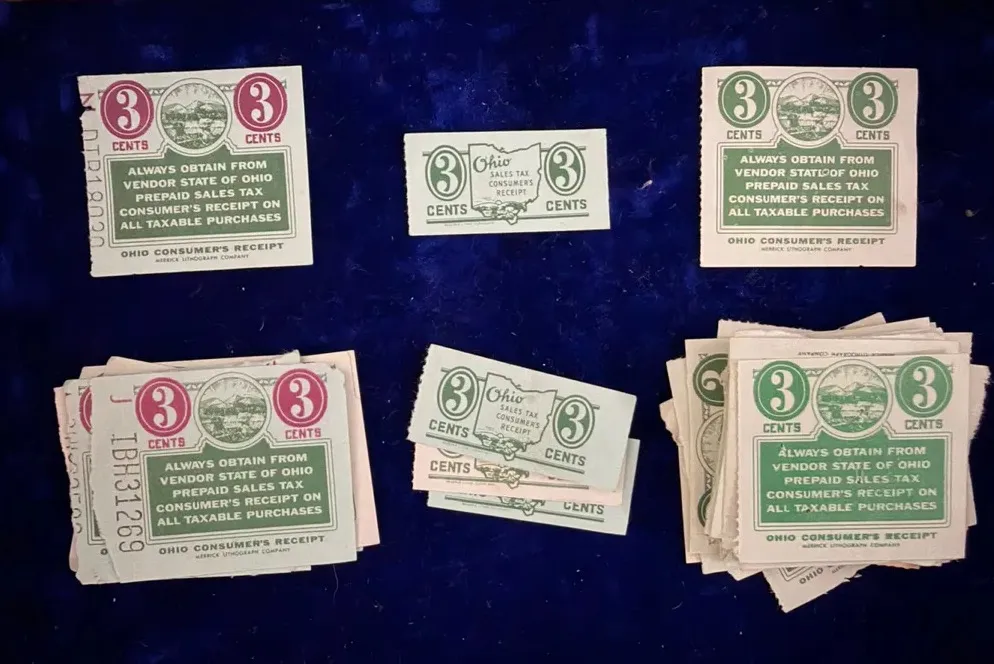 3 3
CENTS CENTS
ALWAYS OBTAIN FROM
VENDOR STATE OF OHIO
PREPAID SALES TAX
CONSUMER'S RECEIPT ON
ALL TAXABLE PURCHASES
OHIO CONSUMER'S RECEIPT
MERRICK LITHOGRAPH COMPANY
3 3
Ohio
SALES TAX
CONSUMER'S
RECEIPT
CENTS CENTS
3 3
CENTS CENTS
ALWAYS OBTAIN FROM
VENDOR STATE OF OHIO
PREPAID SALES TAX
CONSUMER'S RECEIPT ON
ALL TAXABLE PURCHASES
OHIO CONSUMER'S RECEIPT
MERRICK LITHOGRAPH COMPANY
J IBH31269
3 3
CENTS CENTS
ALWAYS OBTAIN FROM
VENDOR STATE OF OHIO
PREPAID SALES TAX
CONSUMER'S RECEIPT ON
ALL TAXABLE PURCHASES
OHIO CONSUMER'S RECEIPT
MERRICK LITHOGRAPH COMPANY
3 3
Ohio
SALES TAX
CONSUMER'S
RECEIPT
CENTS CENTS
CENTS CENTS
CENTS CENTS
3 3
CENTS CENTS
ALWAYS OBTAIN FROM
VENDOR STATE OF OHIO
PREPAID SALES TAX
CONSUMER'S RECEIPT ON
ALL TAXABLE PURCHASES
OHIO CONSUMER'S RECEIPT
MERRICK LITHOGRAPH COMPANY
OHIO